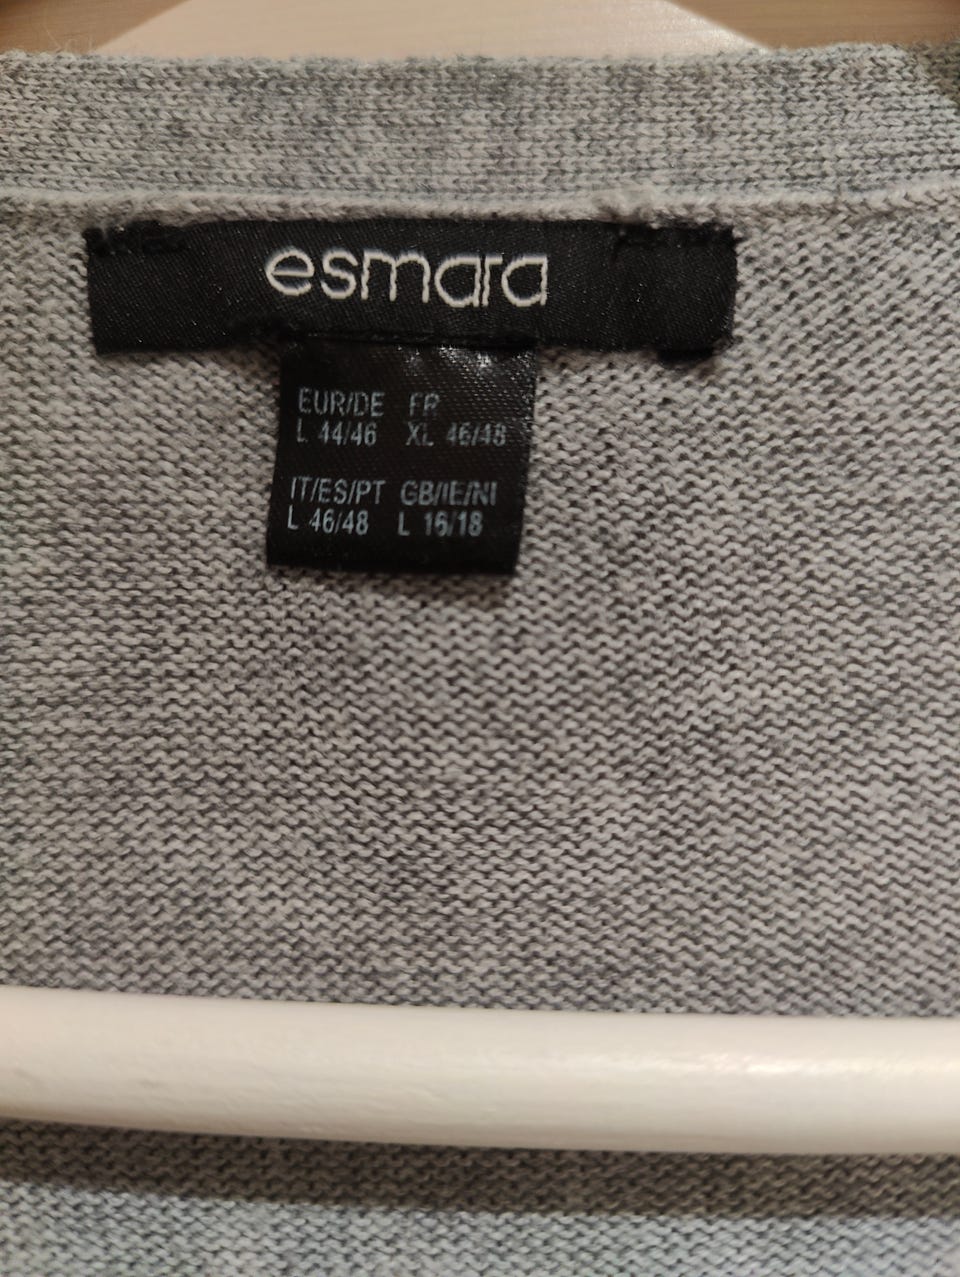 esmara
EUR/DE FR
L 44/46 XL 46/48
IT/ES/PT GB/IE/NI
L 46/48 L 16/18